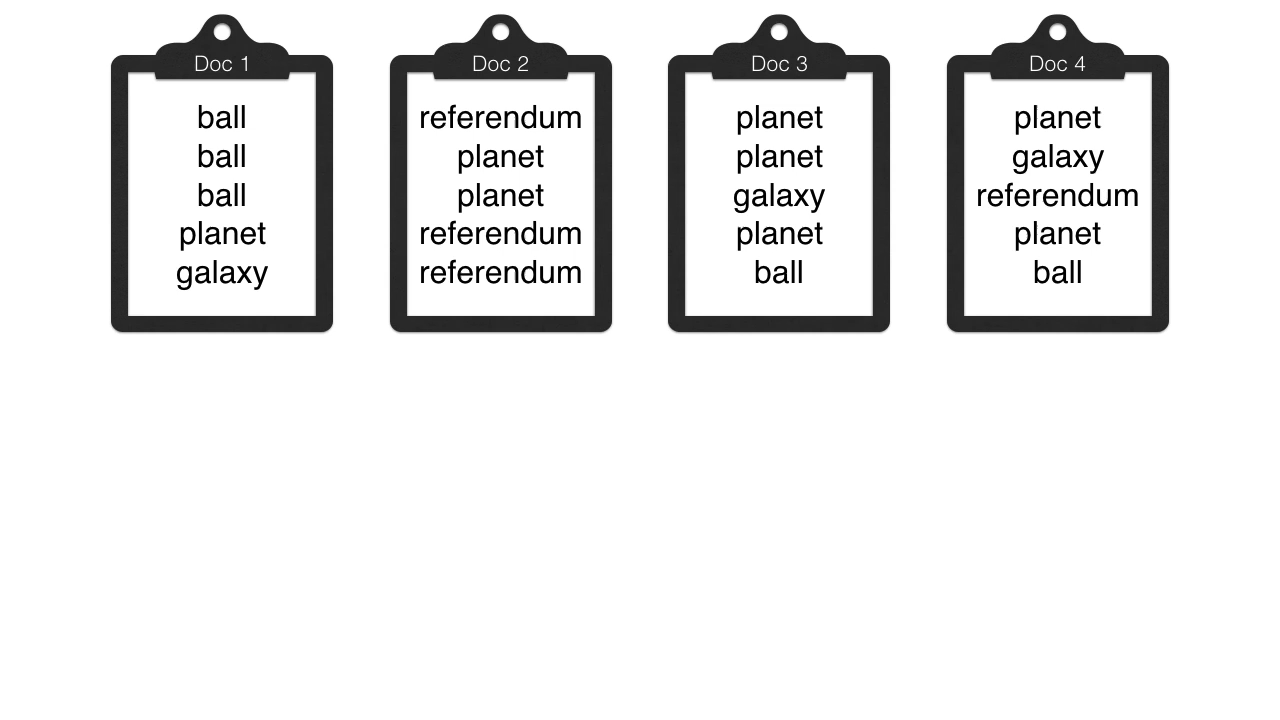 Doc 1
ball
ball
ball
planet
galaxy
Doc 2
referendum
planet
planet
referendum
referendum
Doc 3
planet
planet
galaxy
planet
ball
Doc 4
planet
galaxy
referendum
planet
ball